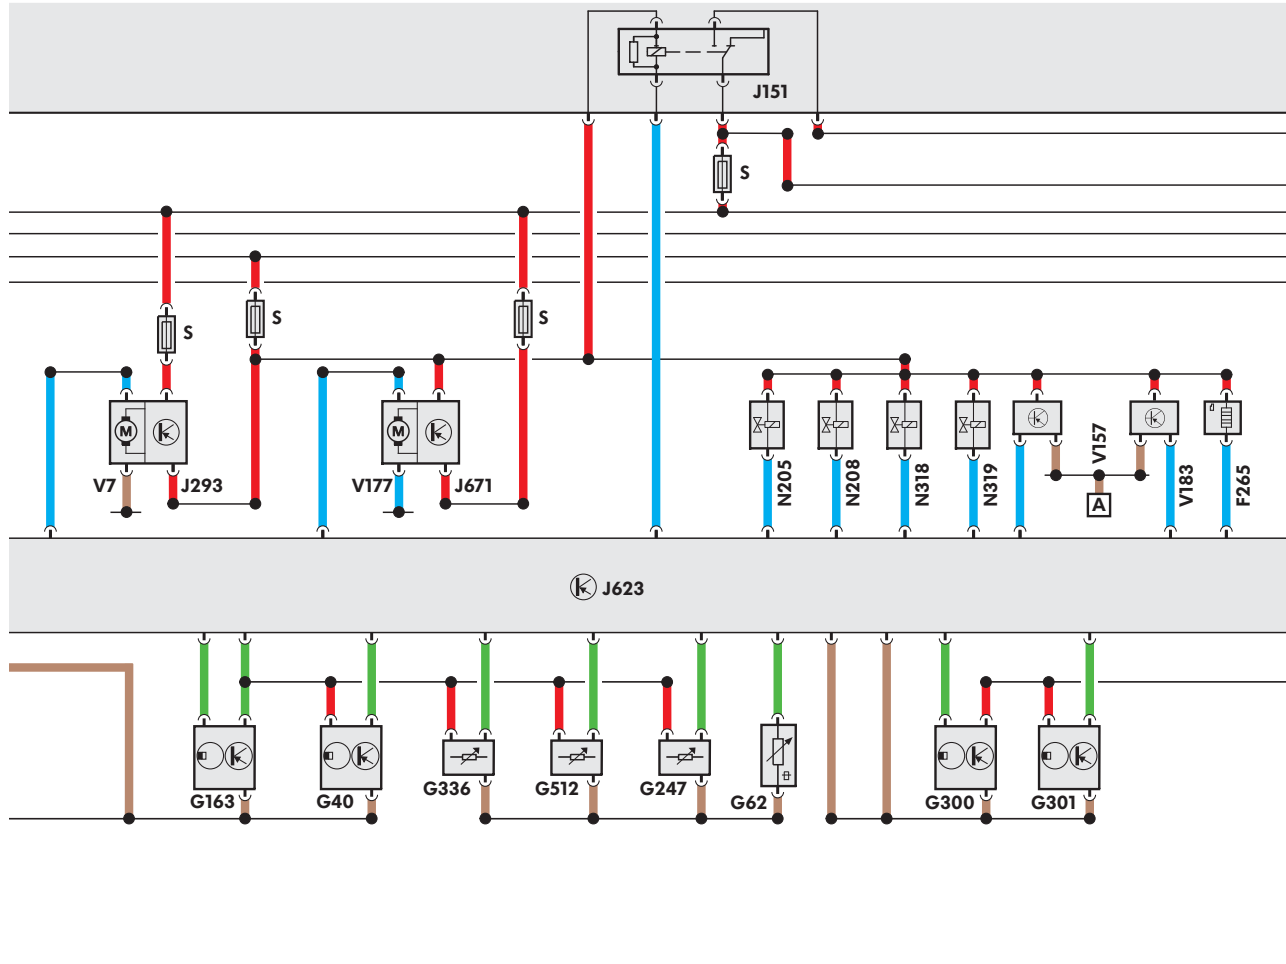 J151
S
S
S
S
M
M
V7
J293
V177
J671
N205
N208
N318
N319
V157
A
V183
F265
J623
G163
G40
G336
G512
G247
G62
G300
G301